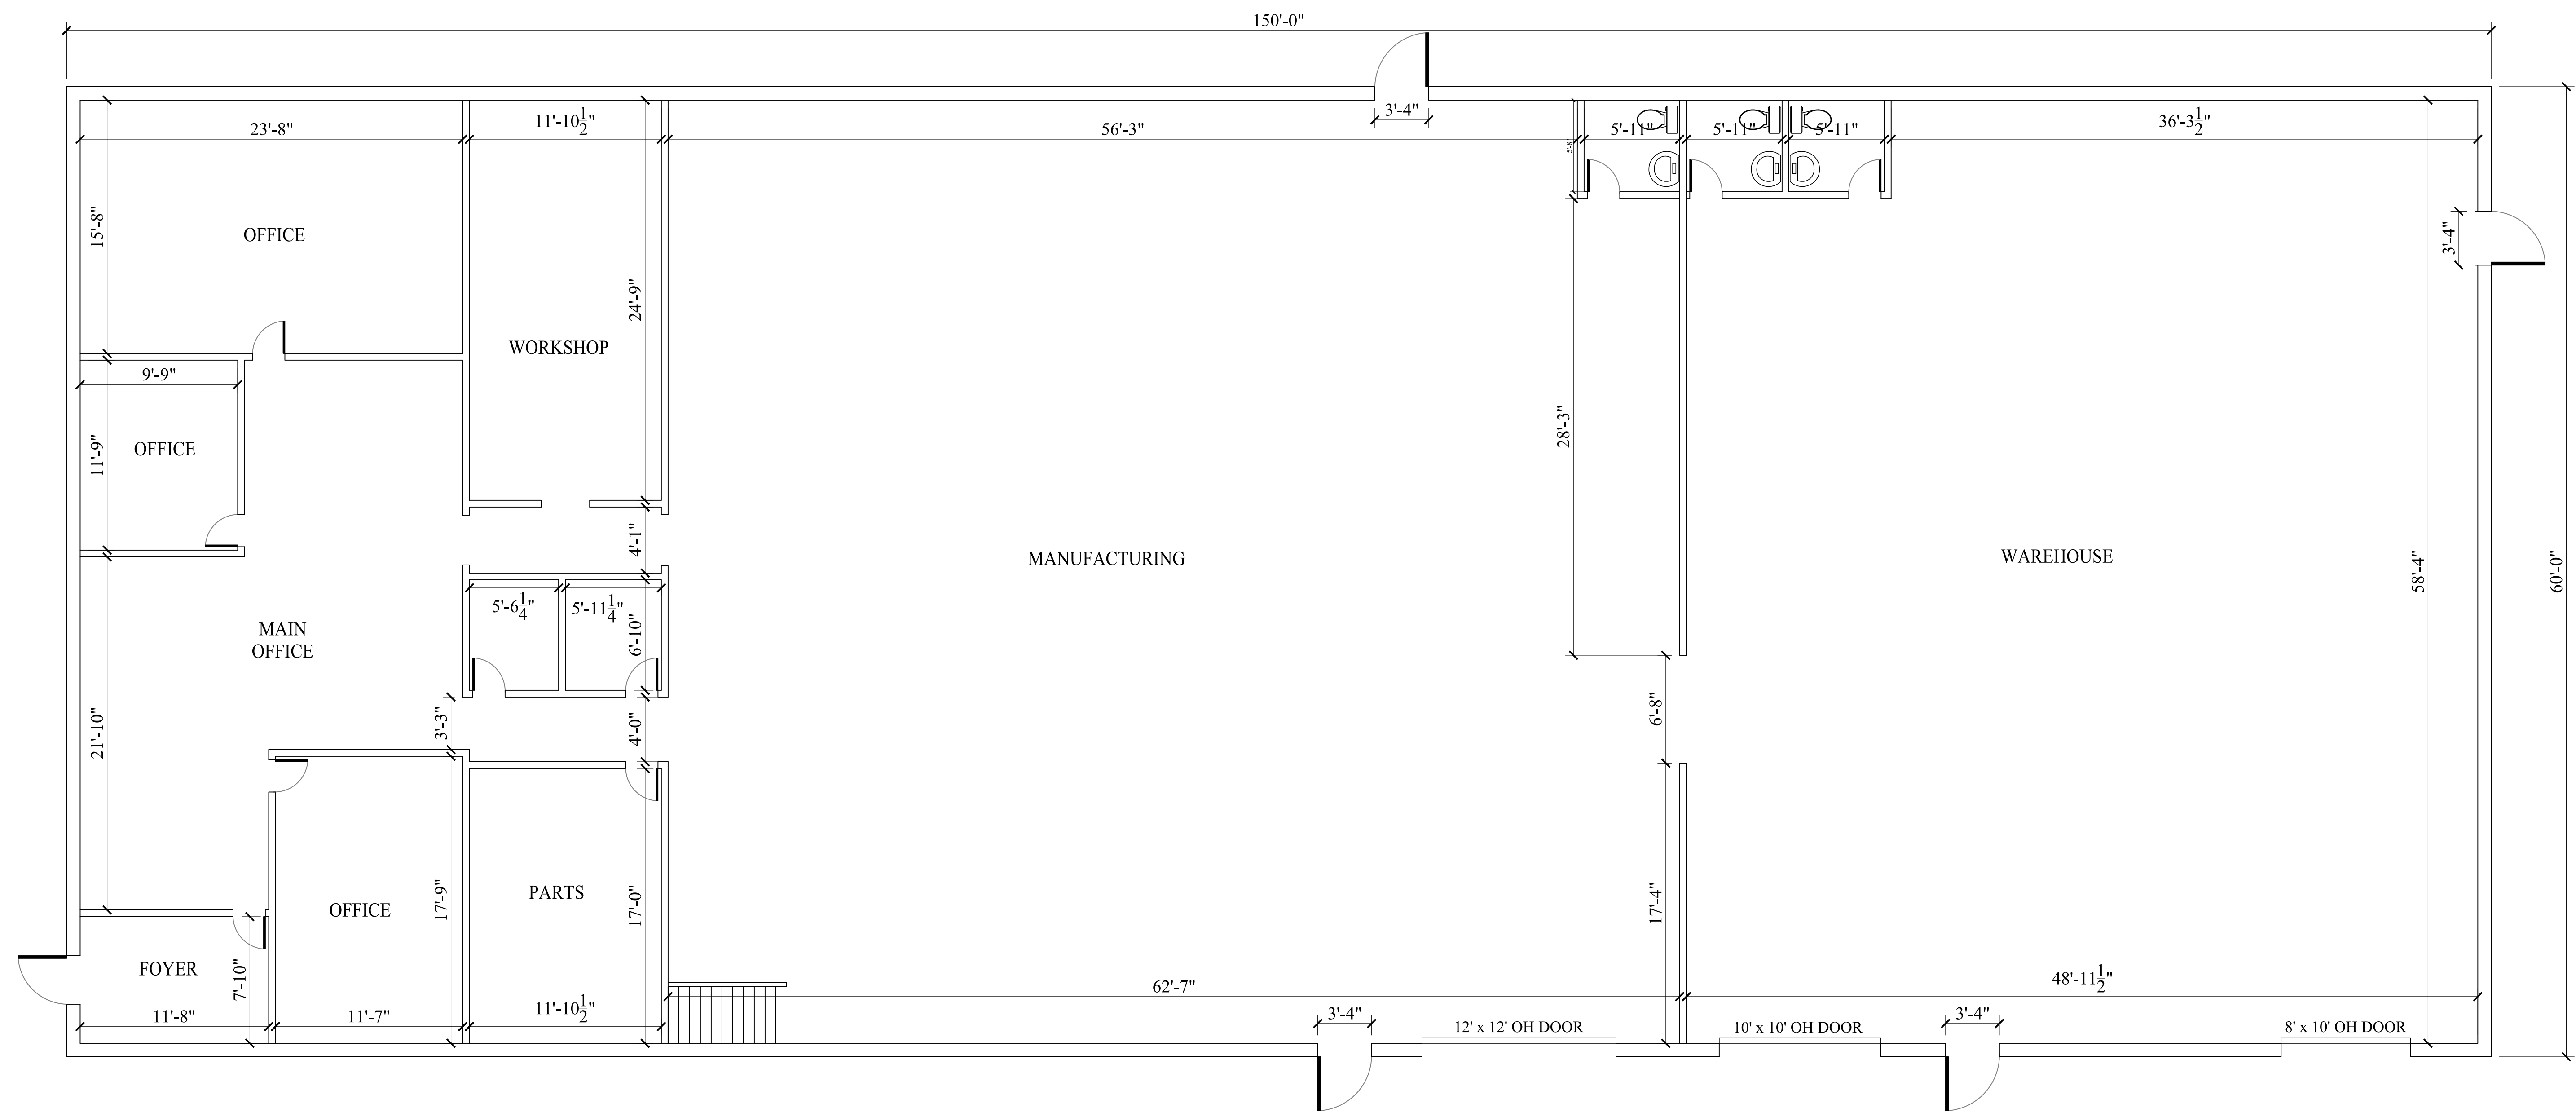 150'-0"
3'-4"
23'-8"
11'-10 1/2"
56'-3"
5'-11"
5'-11"
5'-11"
36'-3 1/2"
5'-8"
15'-8"
OFFICE
3'-4"
24'-9"
WORKSHOP
9'-9"
11'-9"
OFFICE
28'-3"
4'-1"
MANUFACTURING
WAREHOUSE
58'-4"
60'-0"
5'-6 1/4"
5'-11 1/4"
6'-10"
MAIN
OFFICE
21'-10"
3'-3"
4'-0"
6'-8"
17'-9"
PARTS
17'-0"
17'-4"
OFFICE
FOYER
7'-10"
62'-7"
48'-11 1/2"
11'-8"
11'-7"
11'-10 1/2"
3'-4"
12' x 12' OH DOOR
10' x 10' OH DOOR
3'-4"
8' x 10' OH DOOR